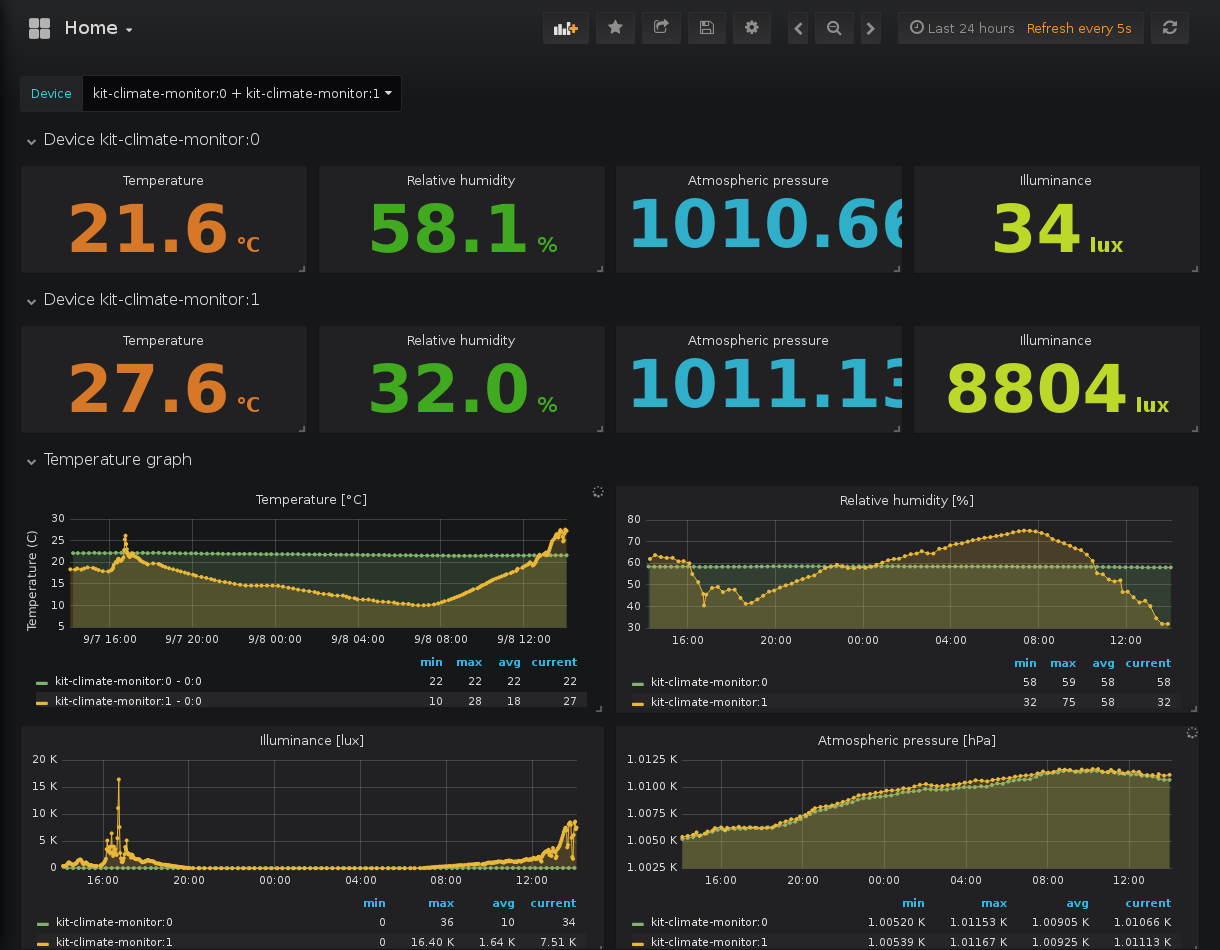 Home
Last 24 hours Refresh every 5s
Device kit-climate-monitor:0 + kit-climate-monitor:1
Device kit-climate-monitor:0
Temperature Relative humidity Atmospheric pressure Illuminance
21.6 °C 58.1 % 1010.66 34 lux
Device kit-climate-monitor:1
Temperature Relative humidity Atmospheric pressure Illuminance
27.6 °C 32.0 % 1011.13 8804 lux
Temperature graph
Temperature [°C]
Temperature (C)
30
25
20
15
10
5
9/7 16:00 9/7 20:00 9/8 00:00 9/8 04:00 9/8 08:00 9/8 12:00
min max avg current
kit-climate-monitor:0 - 0:0 22 22 22 22
kit-climate-monitor:1 - 0:0 10 28 18 27
Relative humidity [%]
80
70
60
50
40
30
16:00 20:00 00:00 04:00 08:00 12:00
min max avg current
kit-climate-monitor:0 58 59 58 58
kit-climate-monitor:1 32 75 58 32
Illuminance [lux]
20 K
15 K
10 K
5 K
0
16:00 20:00 00:00 04:00 08:00 12:00
min max avg current
kit-climate-monitor:0 0 36 10 34
kit-climate-monitor:1 0 16.40 K 1.64 K 7.51 K
Atmospheric pressure [hPa]
1.0125 K
1.0100 K
1.0075 K
1.0050 K
1.0025 K
16:00 20:00 00:00 04:00 08:00 12:00
min max avg current
kit-climate-monitor:0 1.00520 K 1.01153 K 1.00905 K 1.01066 K
kit-climate-monitor:1 1.00539 K 1.01167 K 1.00925 K 1.01113 K